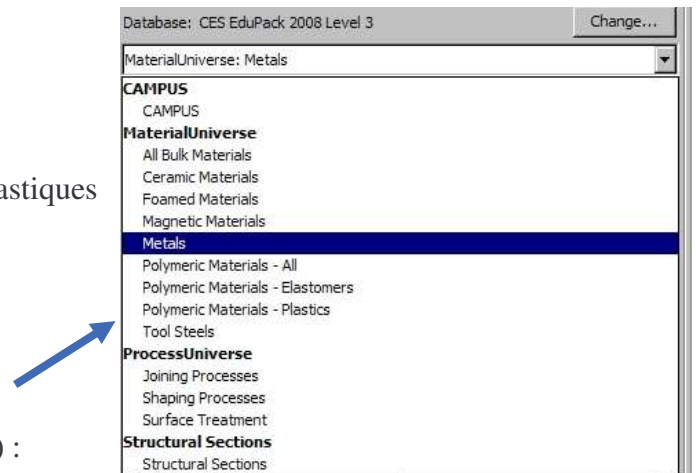 Database: CES EduPack 2008 Level 3 Change...
MaterialUniverse: Metals
CAMPUS
CAMPUS
MaterialUniverse
All Bulk Materials
Ceramic Materials
astiques
Foamed Materials
Magnetic Materials
Metals
Polymeric Materials - All
Polymeric Materials - Elastomers
Polymeric Materials - Plastics
Tool Steels
ProcessUniverse
Joining Processes
Shaping Processes
Surface Treatment
Structural Sections
) :
Structural Sections